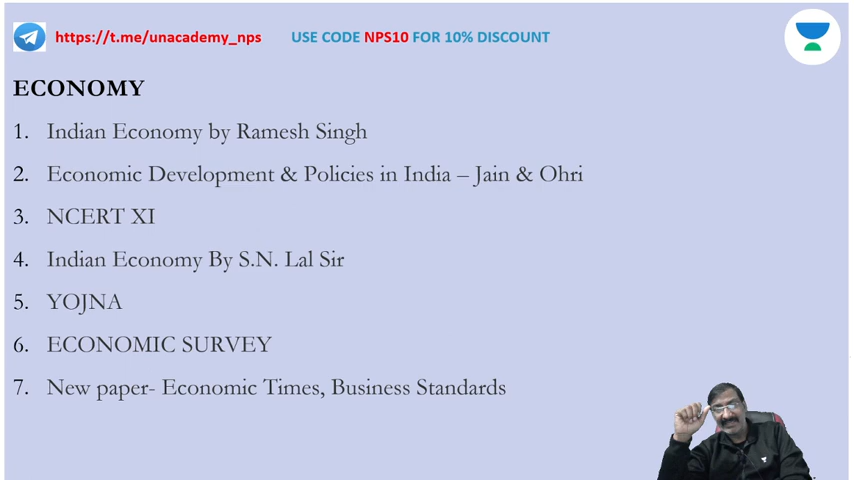 https://t.me/unacademy_nps USE CODE NPS10 FOR 10% DISCOUNT
ECONOMY
1. Indian Economy by Ramesh Singh
2. Economic Development & Policies in India – Jain & Ohri
3. NCERT XI
4. Indian Economy By S.N. Lal Sir
5. YOJNA
6. ECONOMIC SURVEY
7. New paper- Economic Times, Business Standards